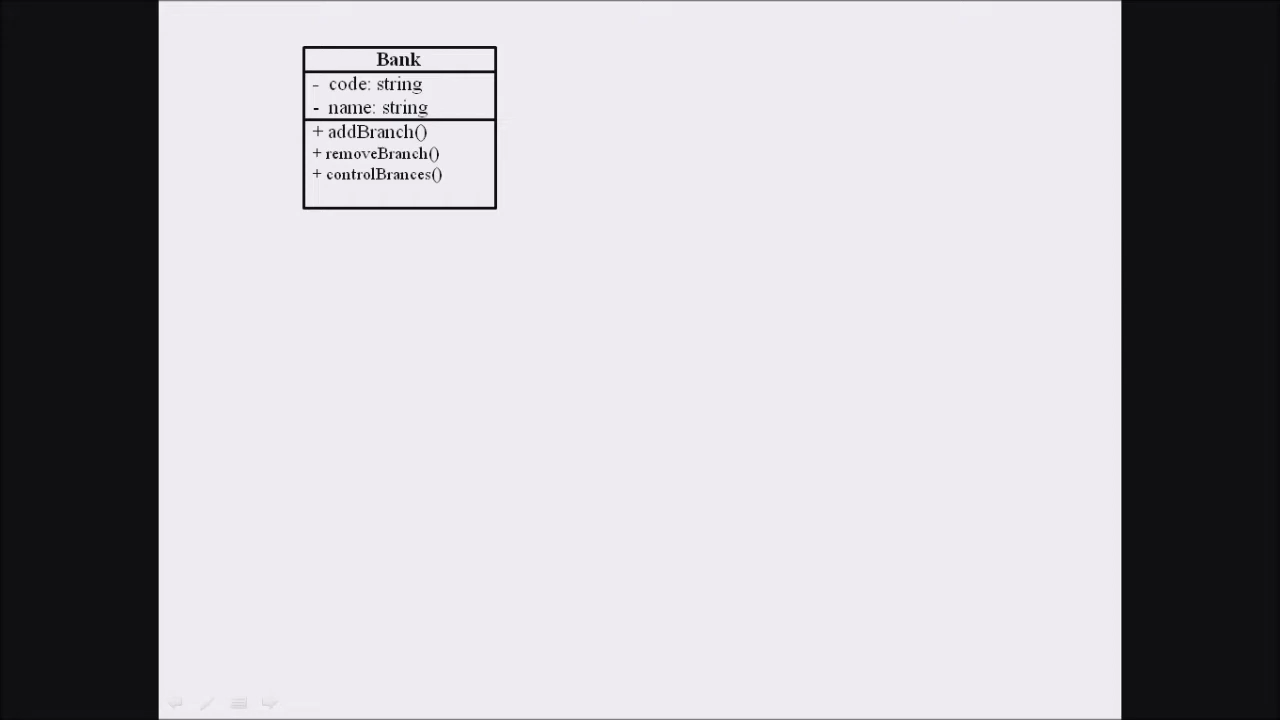 Bank
- code: string
- name: string
+ addBranch()
+ removeBranch()
+ controlBrances()